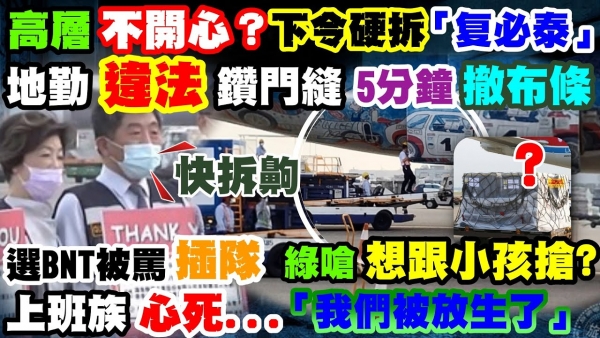 高層 不開心？下令硬拆「复必泰」
地勤 違法 鑽門縫 5分鐘 撤布條
快拆齁
?
YOU
THANK Y
選BNT被罵 插隊 綠嗆 想跟小孩搶?
上班族 心死...「我們被放生了」